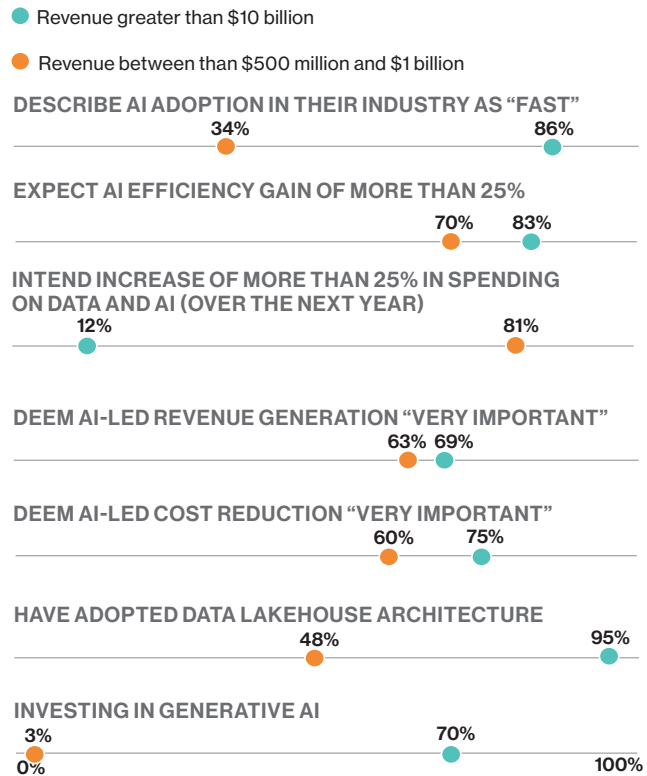 Revenue greater than $10 billion
Revenue between than $500 million and $1 billion
DESCRIBE AI ADOPTION IN THEIR INDUSTRY AS “FAST”
34% 86%
EXPECT AI EFFICIENCY GAIN OF MORE THAN 25%
70% 83%
INTEND INCREASE OF MORE THAN 25% IN SPENDING
ON DATA AND AI (OVER THE NEXT YEAR)
12% 81%
DEEM AI-LED REVENUE GENERATION “VERY IMPORTANT”
63% 69%
DEEM AI-LED COST REDUCTION “VERY IMPORTANT”
60% 75%
HAVE ADOPTED DATA LAKEHOUSE ARCHITECTURE
48% 95%
INVESTING IN GENERATIVE AI
3% 70%
0% 100%